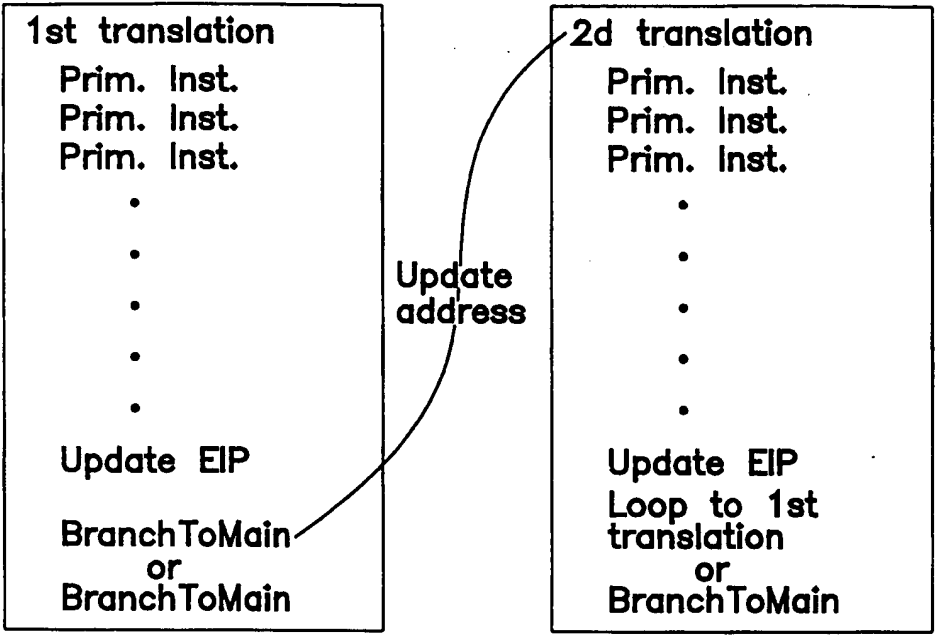 1st translation
Prim. Inst.
Prim. Inst.
Prim. Inst.
Update EIP
BranchToMain
or
BranchToMain
Update
address
2d translation
Prim. Inst.
Prim. Inst.
Prim. Inst.
Update EIP
Loop to 1st
translation
or
BranchToMain